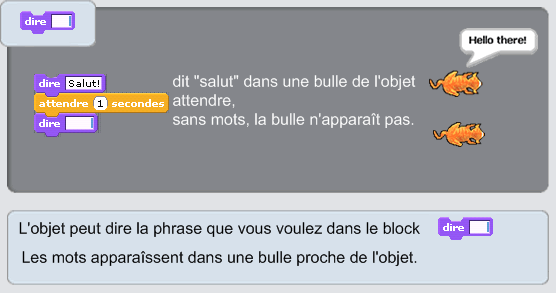 dire
Hello there!
dire Salut!
attendre 1 secondes
dire
dit "salut" dans une bulle de l'objet
attendre,
sans mots, la bulle n'apparaît pas.
L'objet peut dire la phrase que vous voulez dans le block dire
Les mots apparaîssent dans une bulle proche de l'objet.